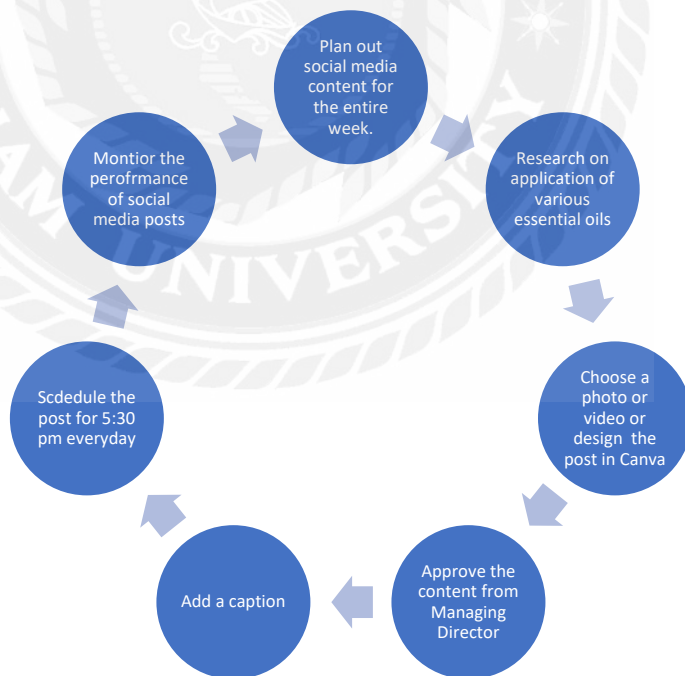 Plan out
social media
content for
the entire
week.
Research on
application of
various
essential oils
Choose a
photo or
video or
design the
post in Canva
Approve the
content from
Managing
Director
Add a caption
Scdedule the
post for 5:30
pm everyday
Montior the
perofrmance
of social
media posts
AM UNIVERSITY